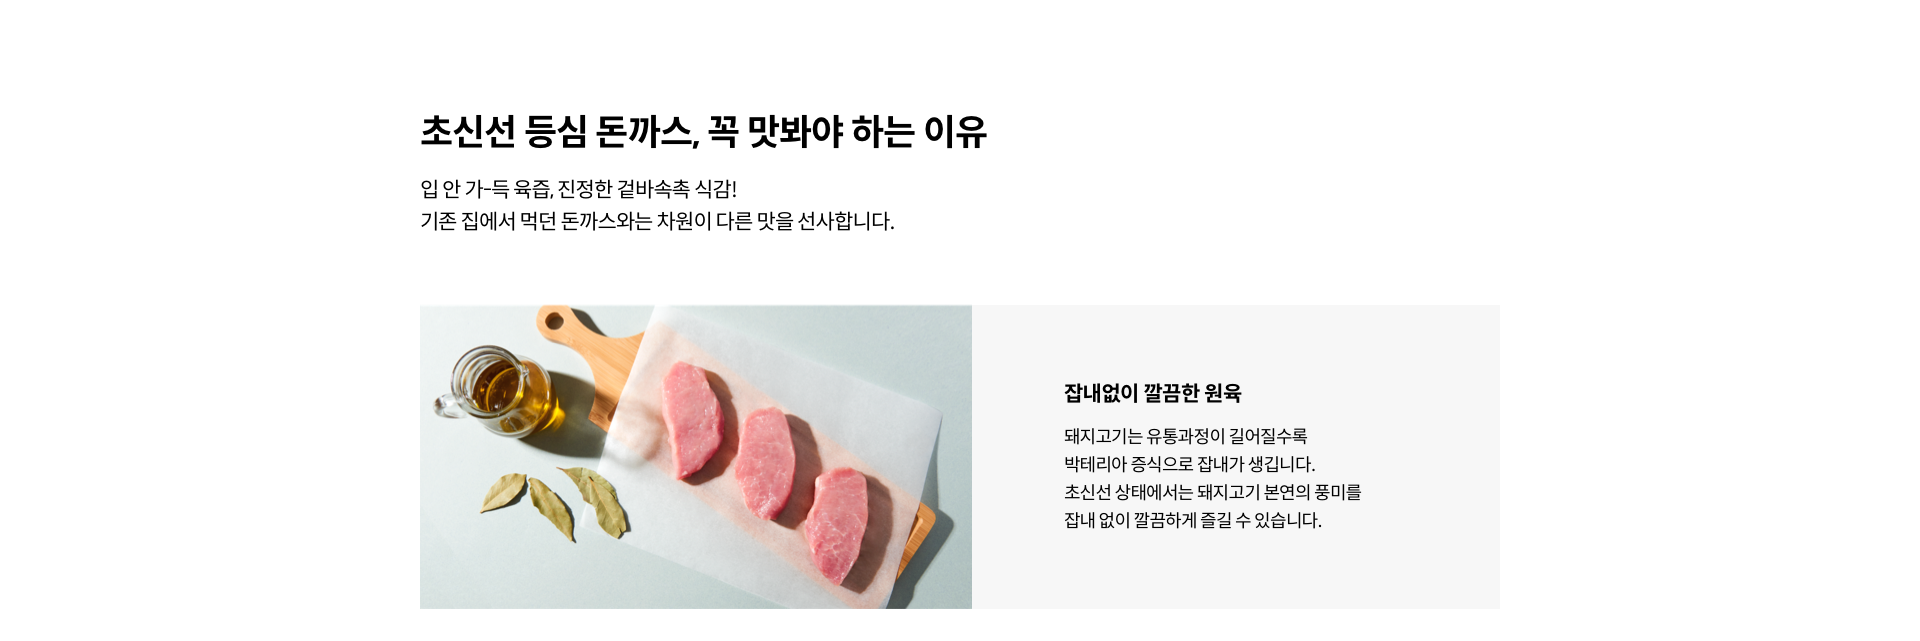 초신선 등심 돈까스, 꼭 맛봐야 하는 이유
입 안 가-득 육즙, 진정한 겉바속촉 식감!
기존 집에서 먹던 돈까스와는 차원이 다른 맛을 선사합니다.
잡내없이 깔끔한 원육
돼지고기는 유통과정이 길어질수록
박테리아 증식으로 잡내가 생깁니다.
초신선 상태에서는 돼지고기 본연의 풍미를
잡내 없이 깔끔하게 즐길 수 있습니다.